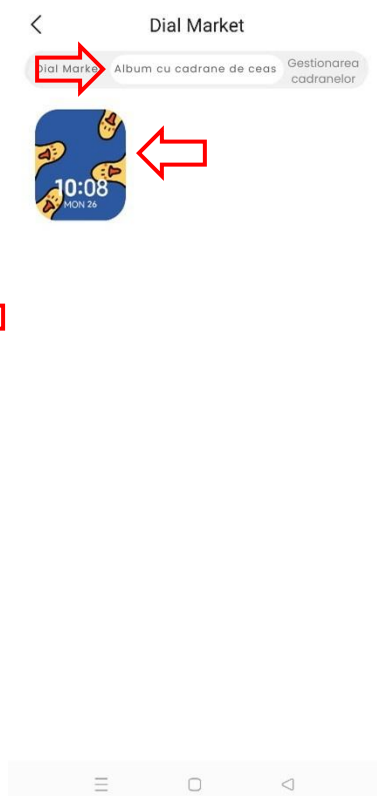 Dial Market
Dial Marke
Album cu cadrane de ceas
Gestionarea
cadranelor
10:08
MON 26